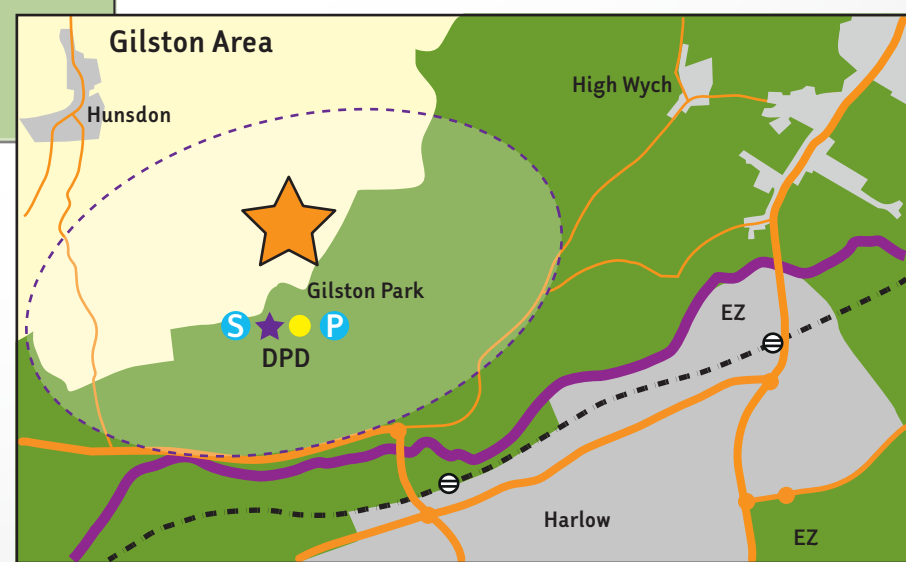 Gilston Area
High Wych
Hunsdon
Gilston Park
S P
DPD
EZ
Harlow
EZ